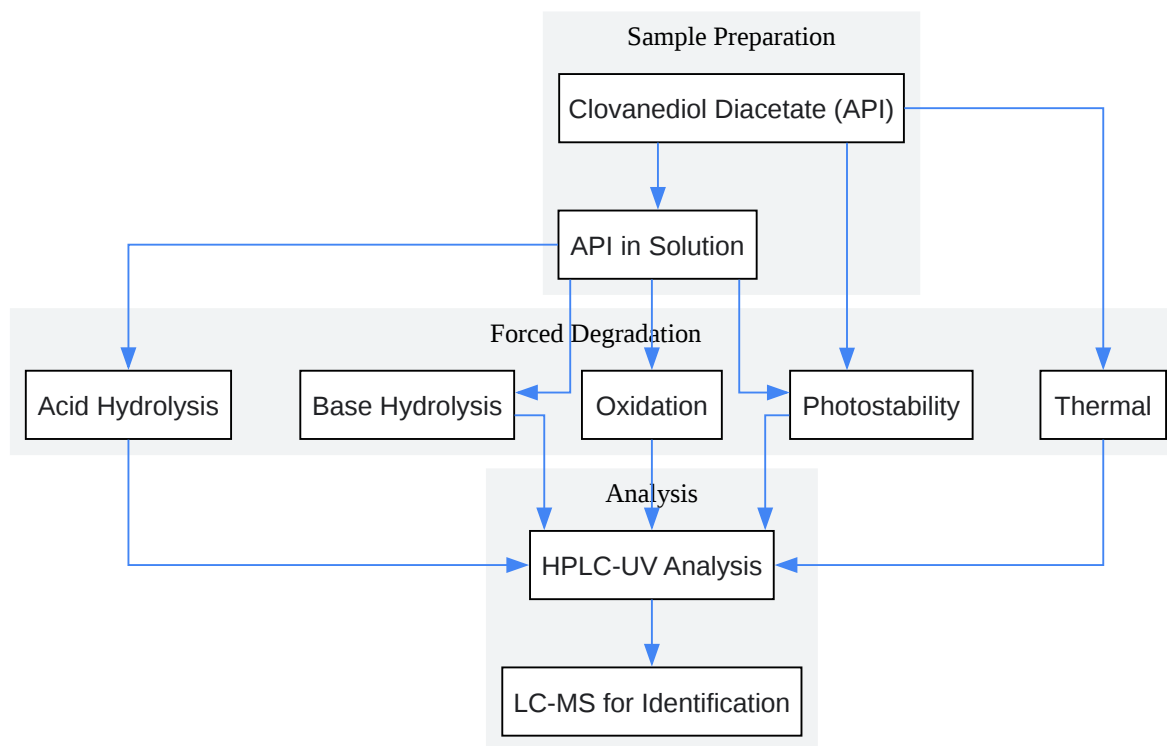 Sample Preparation
Clovanediol Diacetate (API)
API in Solution
Forced Degradation
Acid Hydrolysis
Base Hydrolysis
Oxidation
Photostability
Thermal
Analysis
HPLC-UV Analysis
LC-MS for Identification